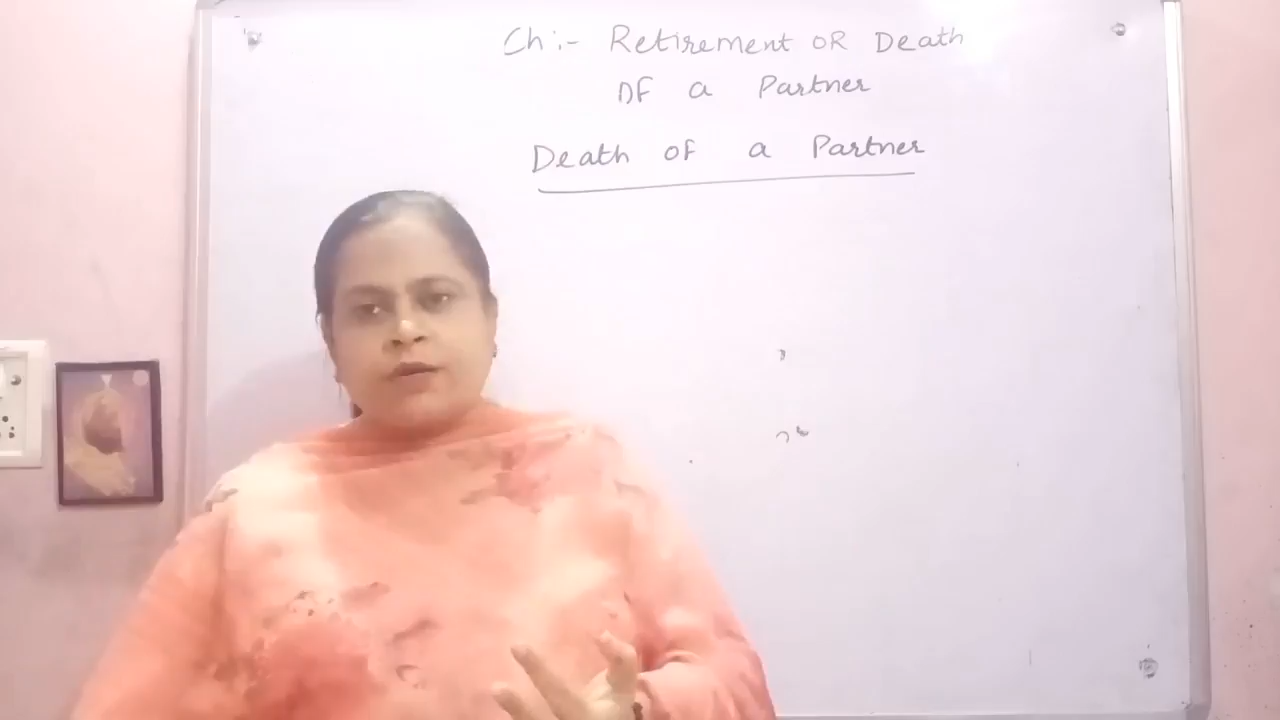 Ch:- Retirement OR Death
OF a Partner
Death of a Partner